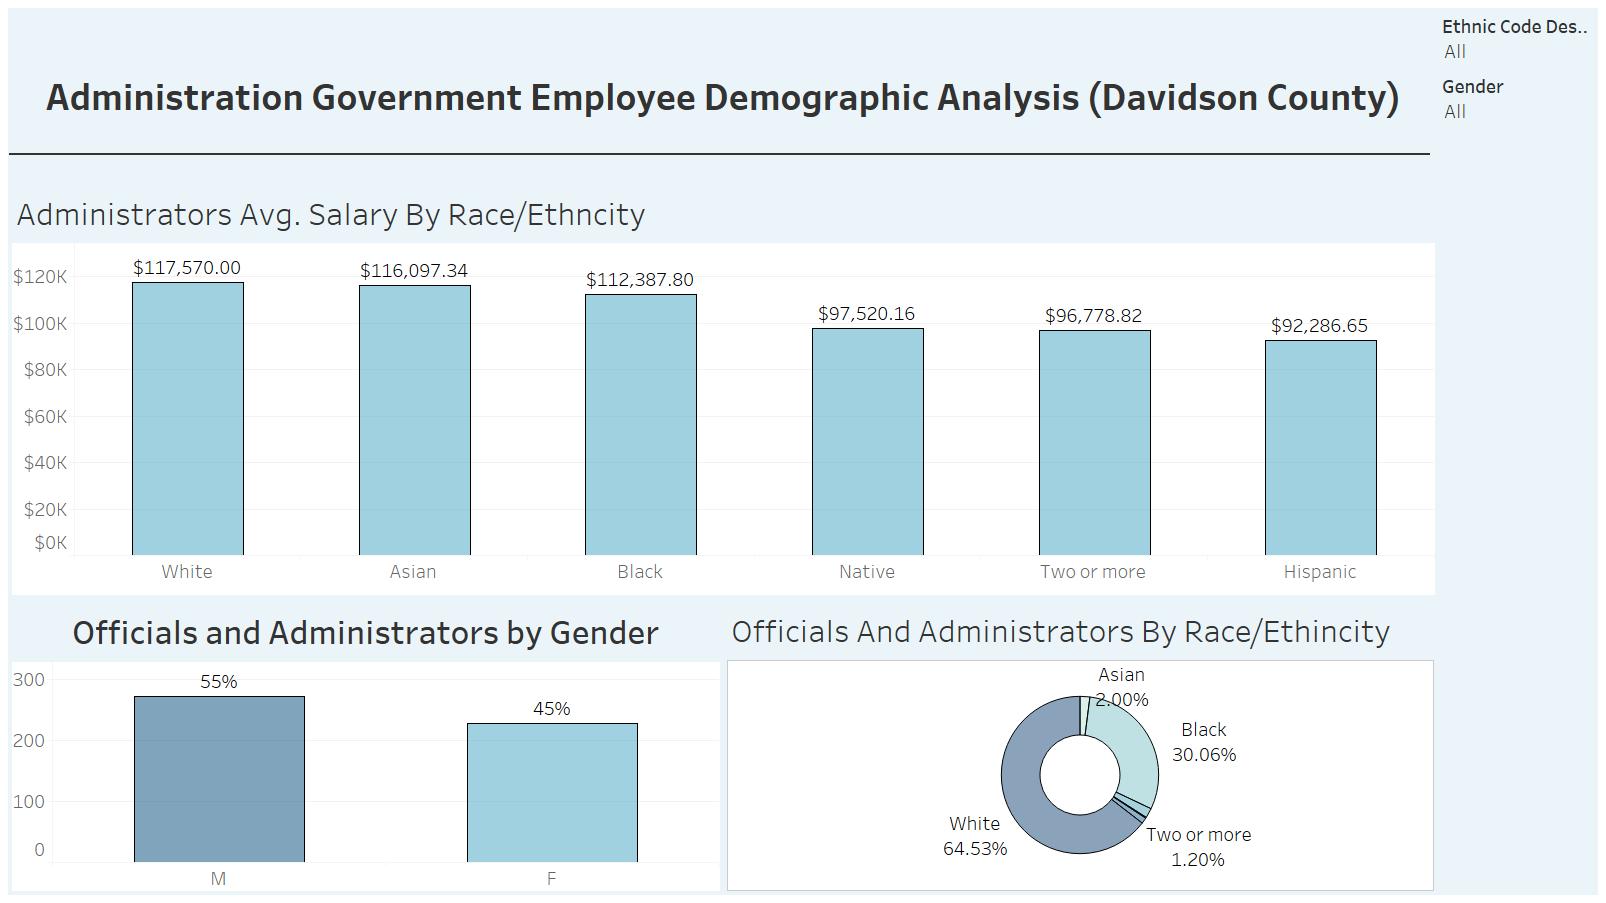 Ethnic Code Des..
All
Gender
All
Administration Government Employee Demographic Analysis (Davidson County)
Administrators Avg. Salary By Race/Ethncity
$120K
$100K
$80K
$60K
$40K
$20K
$0K
$117,570.00
$116,097.34
$112,387.80
$97,520.16
$96,778.82
$92,286.65
White
Asian
Black
Native
Two or more
Hispanic
Officials and Administrators by Gender
300
200
100
0
55%
45%
M
F
Officials And Administrators By Race/Ethincity
Asian
2.00%
Black
30.06%
White
64.53%
Two or more
1.20%